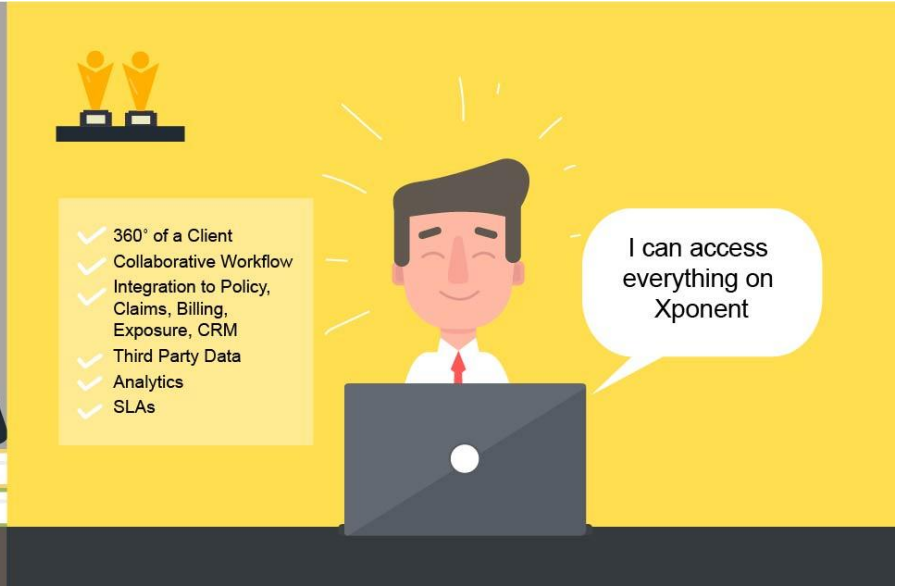 360° of a Client
Collaborative Workflow
Integration to Policy,
Claims, Billing,
Exposure, CRM
Third Party Data
Analytics
SLAs
I can access
everything on
Xponent